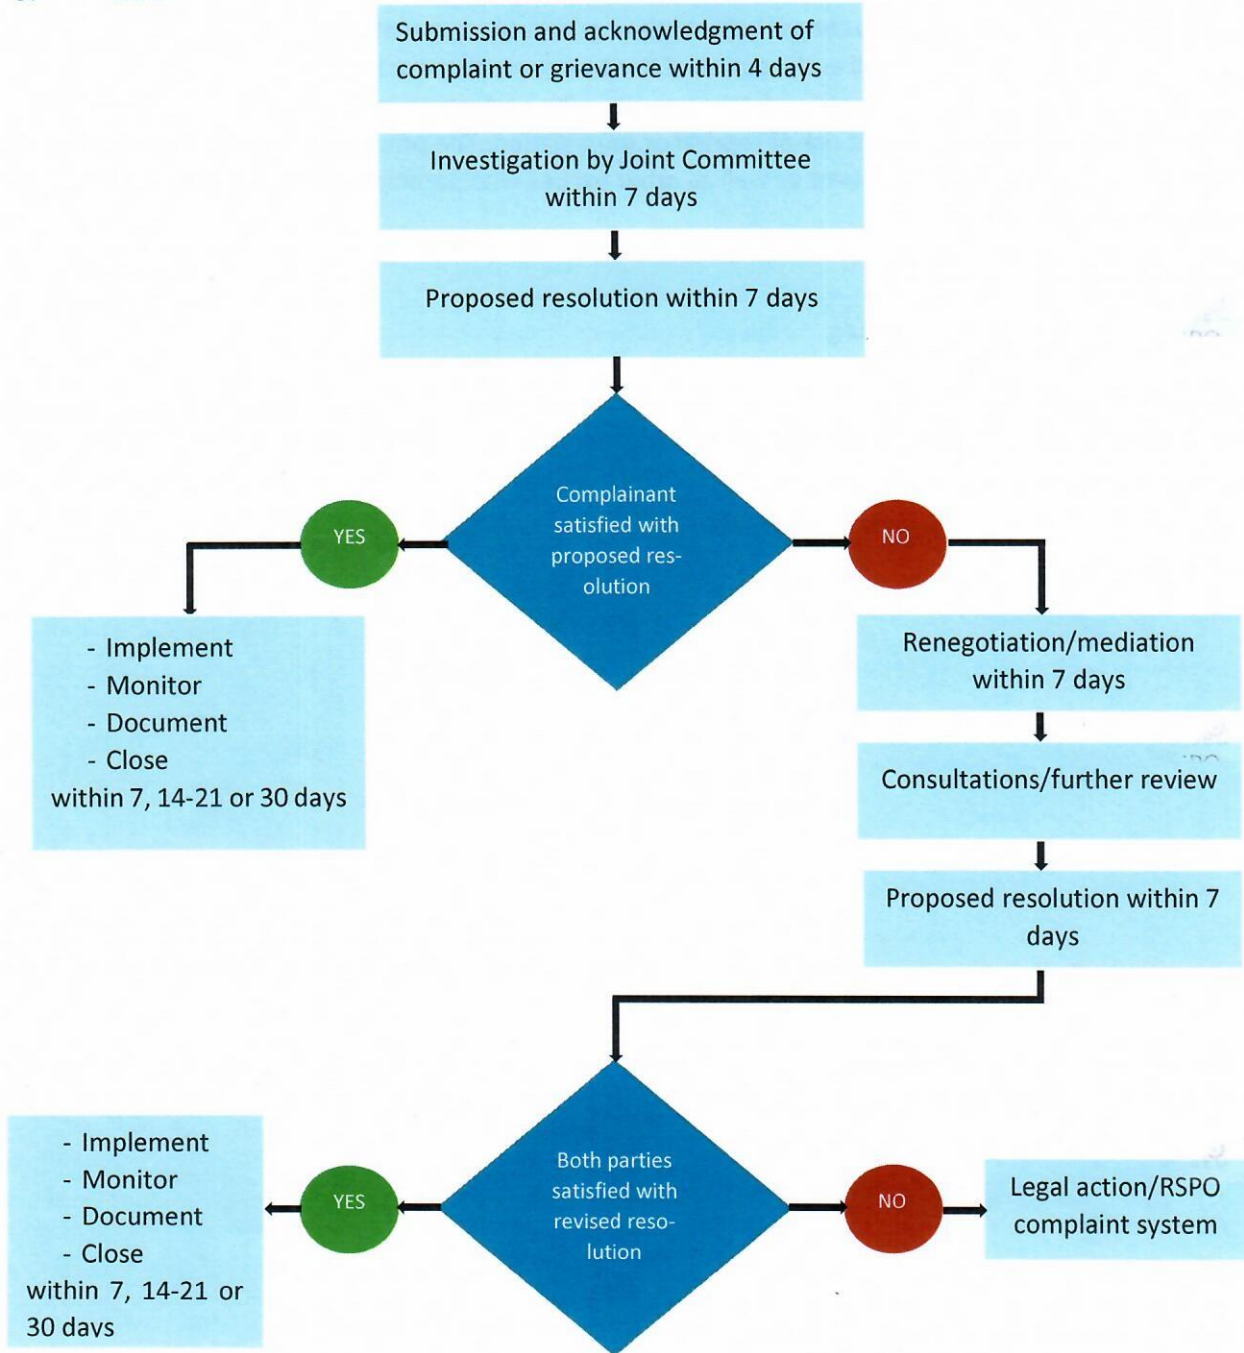 Submission and acknowledgment of
complaint or grievance within 4 days
Investigation by Joint Committee
within 7 days
Proposed resolution within 7 days
Complainant
satisfied with
proposed res-
olution
YES
NO
- Implement
- Monitor
- Document
- Close
within 7, 14-21 or 30 days
Renegotiation/mediation
within 7 days
Consultations/further review
Proposed resolution within 7
days
Both parties
satisfied with
revised reso-
lution
YES
NO
- Implement
- Monitor
- Document
- Close
within 7, 14-21 or
30 days
Legal action/RSPO
complaint system